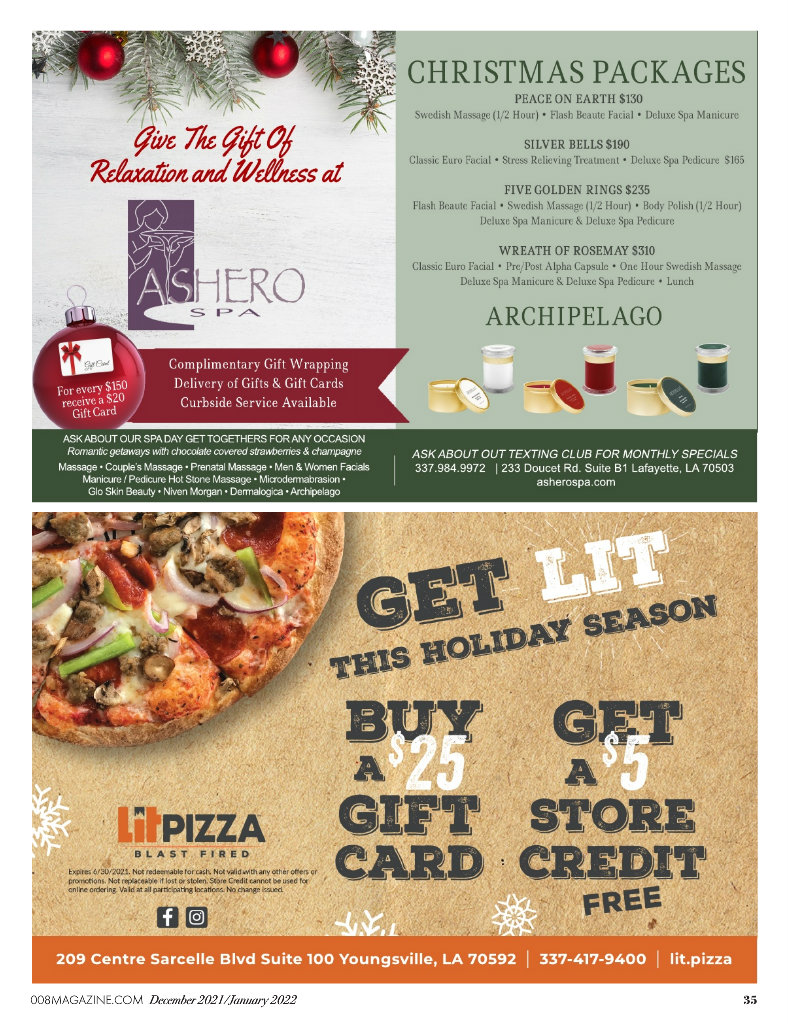 Give The Gift Of
Relaxation and Wellness at
ASHERO
SPA
Gift Card
For every $150
receive a $20
Gift Card
Complimentary Gift Wrapping
Delivery of Gifts & Gift Cards
Curbside Service Available
CHRISTMAS PACKAGES
PEACE ON EARTH $130
Swedish Massage (1/2 Hour) • Flash Beaute Facial • Deluxe Spa Manicure
SILVER BELLS $190
Classic Euro Facial • Stress Relieving Treatment • Deluxe Spa Pedicure $165
FIVE GOLDEN RINGS $235
Flash Beaute Facial • Swedish Massage (1/2 Hour) • Body Polish (1/2 Hour)
Deluxe Spa Manicure & Deluxe Spa Pedicure
WREATH OF ROSEMAY $310
Classic Euro Facial • Pre/Post Alpha Capsule • One Hour Swedish Massage
Deluxe Spa Manicure & Deluxe Spa Pedicure • Lunch
ARCHIPELAGO
ASK ABOUT OUR SPA DAY GET TOGETHERS FOR ANY OCCASION
Romantic getaways with chocolate covered strawberries & champagne
Massage • Couple's Massage • Prenatal Massage • Men & Women Facials
Manicure / Pedicure Hot Stone Massage • Microdermabrasion •
Glo Skin Beauty • Niven Morgan • Dermalogica • Archipelago
ASK ABOUT OUT TEXTING CLUB FOR MONTHLY SPECIALS
337.984.9972 | 233 Doucet Rd. Suite B1 Lafayette, LA 70503
asherospa.com
GET LIT
THIS HOLIDAY SEASON
BUY
A $25
GIFT
CARD
GET
A $5
STORE
CREDIT
FREE
Lit PIZZA
BLAST FIRED
Expires 6/30/2021. Not redeemable for cash. Not valid with any other offers or
promotions. Not replaceable if lost or stolen. Store Credit cannot be used for
online ordering. Valid at all participating locations. No change issued.
209 Centre Sarcelle Blvd Suite 100 Youngsville, LA 70592 | 337-417-9400 | lit.pizza
008MAGAZINE.COM December 2021/January 2022
35